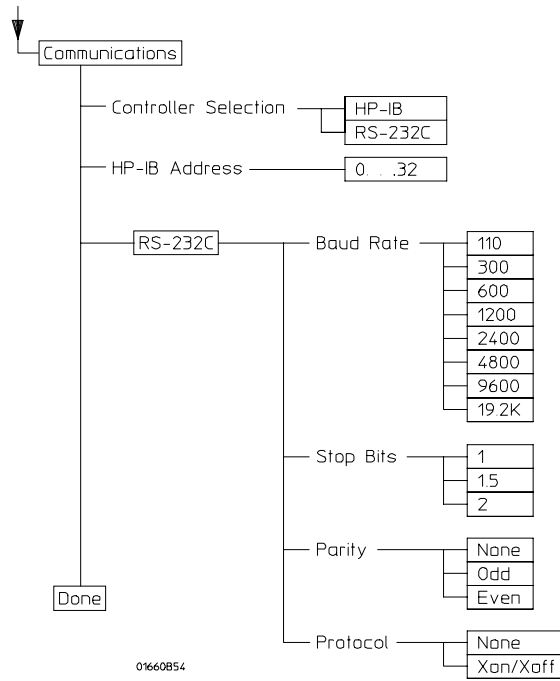 Communications
Controller Selection
HP-IB
RS-232C
HP-IB Address
0. . .32
RS-232C
Baud Rate
110
300
600
1200
2400
4800
9600
19.2K
Stop Bits
1
1.5
2
Parity
None
Odd
Even
Done
Protocol
None
Xon/Xoff
01660B54